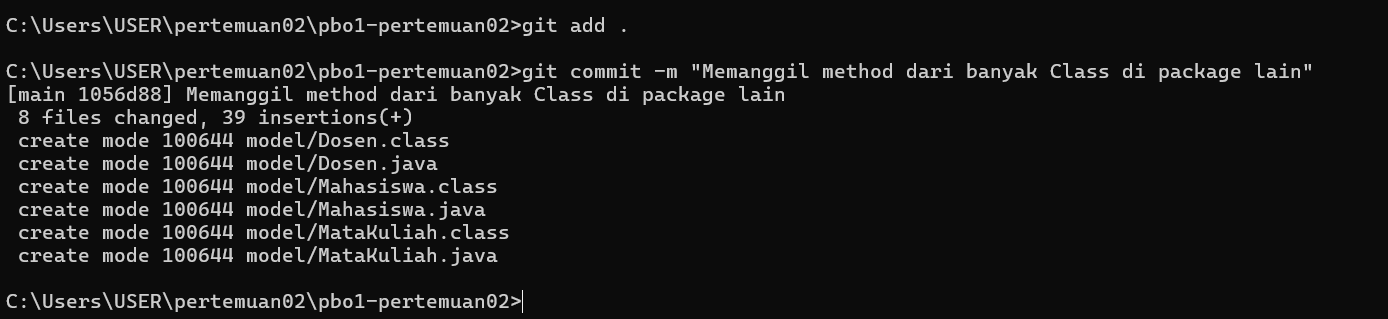 C:\Users\USER\pertemuan02\pbo1-pertemuan02>git add .
C:\Users\USER\pertemuan02\pbo1-pertemuan02>git commit -m "Memanggil method dari banyak Class di package lain"
[main 1056d88] Memanggil method dari banyak Class di package lain
 8 files changed, 39 insertions(+)
 create mode 100644 model/Dosen.class
 create mode 100644 model/Dosen.java
 create mode 100644 model/Mahasiswa.class
 create mode 100644 model/Mahasiswa.java
 create mode 100644 model/MataKuliah.class
 create mode 100644 model/MataKuliah.java
C:\Users\USER\pertemuan02\pbo1-pertemuan02>